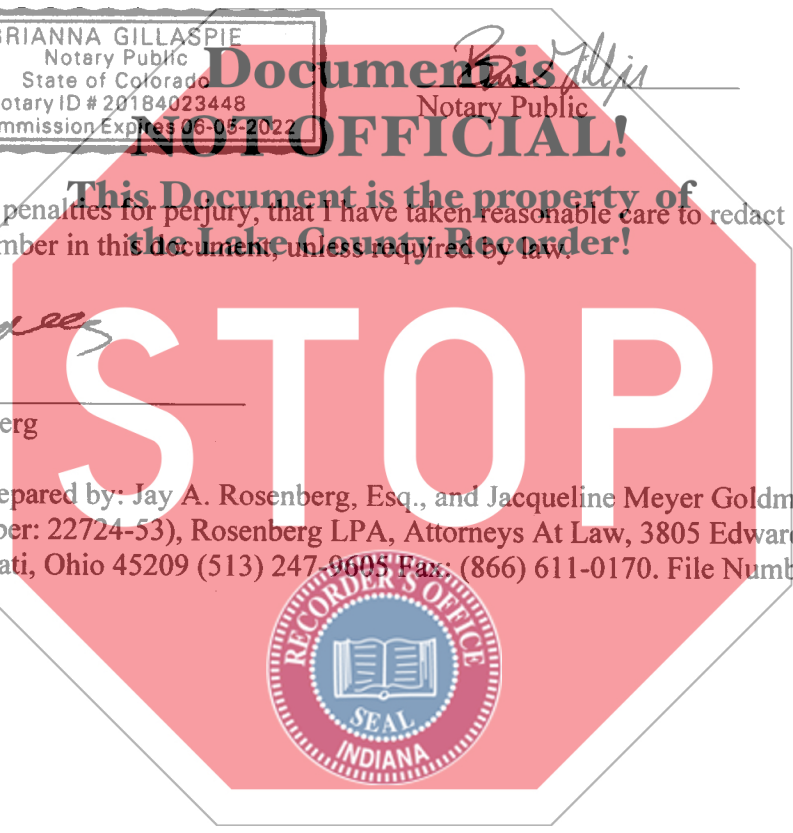 BRIANNA GILLASPIE
Notary Public
State of Colorado
Notary ID # 20184023448
Commission Expires 06-05-2022
Notary Public
Document is
NOT OFFICIAL!
This Document is the property of
the Lake County Recorder!
penalties for perjury, that I have taken reasonable care to redact
mber in this document, unless required by law.
STOP
erg
epared by: Jay A. Rosenberg, Esq., and Jacqueline Meyer Goldm
ber: 22724-53), Rosenberg LPA, Attorneys At Law, 3805 Edward
ati, Ohio 45209 (513) 247-9605 Fax: (866) 611-0170. File Numb
RECORDER'S OFFICE
SEAL
INDIANA